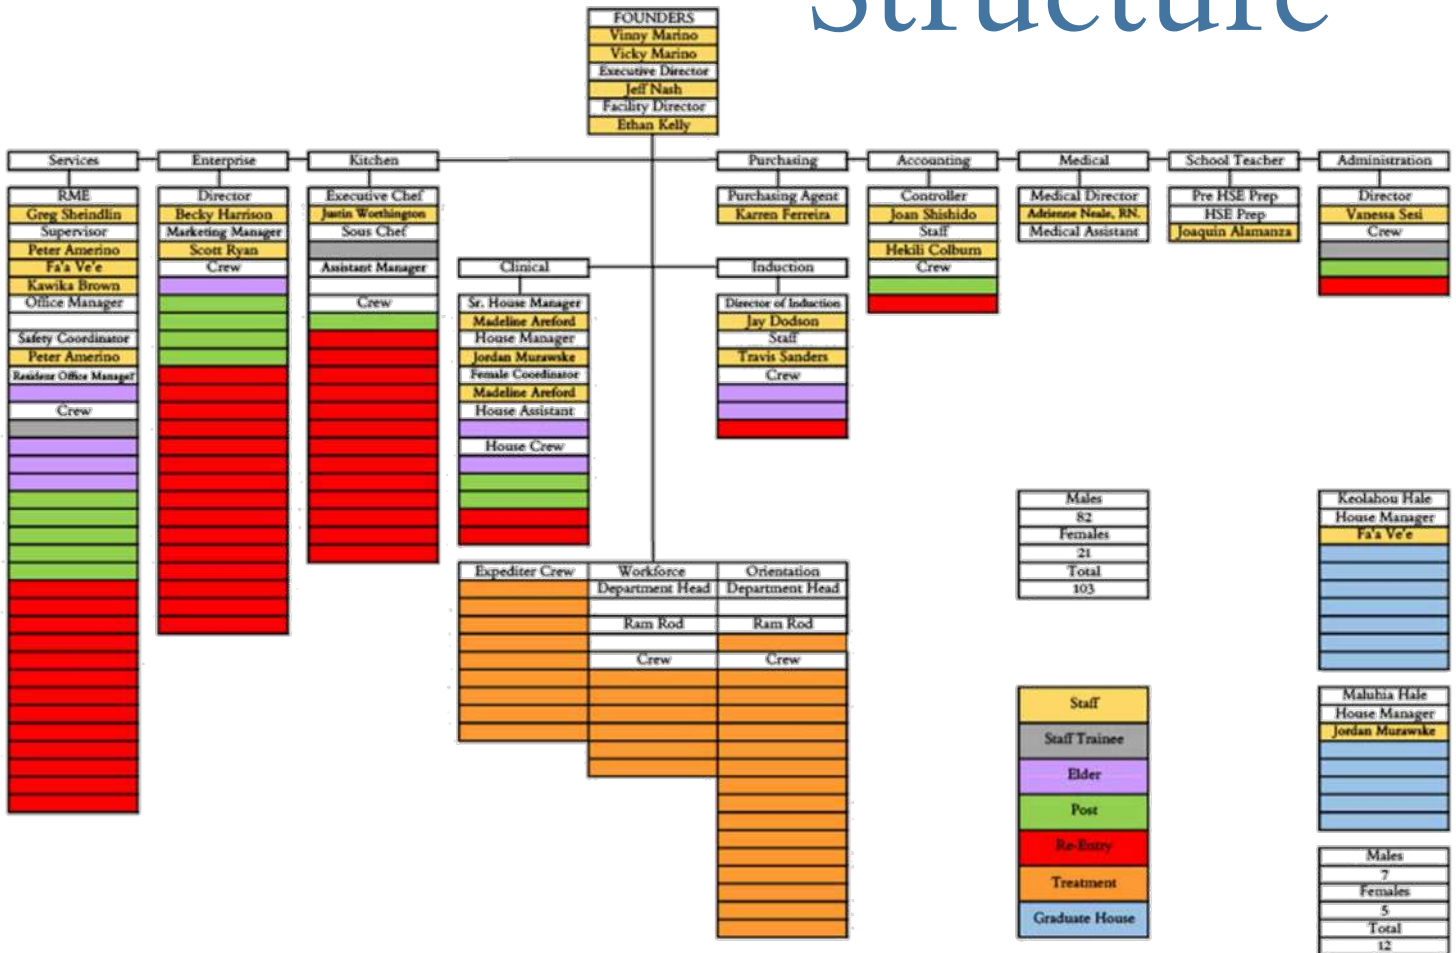 Structure
FOUNDERS
Vinny Marino
Vicky Marino
Executive Director
Jeff Nash
Facility Director
Ethan Kelly
Services
RME
Greg Sheindlin
Supervisor
Peter Amerino
Fa'a Ve'e
Kawika Brown
Office Manager
Safety Coordinator
Peter Amerino
Resident Office Manager
Crew
Enterprise
Director
Becky Harrison
Marketing Manager
Scott Ryan
Crew
Kitchen
Executive Chef
Justin Worthington
Sous Chef
Assistant Manager
Crew
Clinical
Sr. House Manager
Madeline Areford
House Manager
Jordan Murawske
Female Coordinator
Madeline Areford
House Assistant
House Crew
Purchasing
Purchasing Agent
Karren Ferreira
Induction
Director of Induction
Jay Dodson
Staff
Travis Sanders
Crew
Accounting
Controller
Joan Shishido
Staff
Hekili Colburn
Crew
Medical
Medical Director
Adrienne Neale, RN.
Medical Assistant
School Teacher
Pre HSE Prep
HSE Prep
Joaquin Alamanza
Administration
Director
Vanessa Sesi
Crew
Expediter Crew
Workforce
Department Head
Ram Rod
Crew
Orientation
Department Head
Ram Rod
Crew
Males
82
Females
21
Total
103
Staff
Staff Trainee
Elder
Post
Re-Entry
Treatment
Graduate House
Keolahou Hale
House Manager
Fa'a Ve'e
Maluhia Hale
House Manager
Jordan Murawske
Males
7
Females
5
Total
12